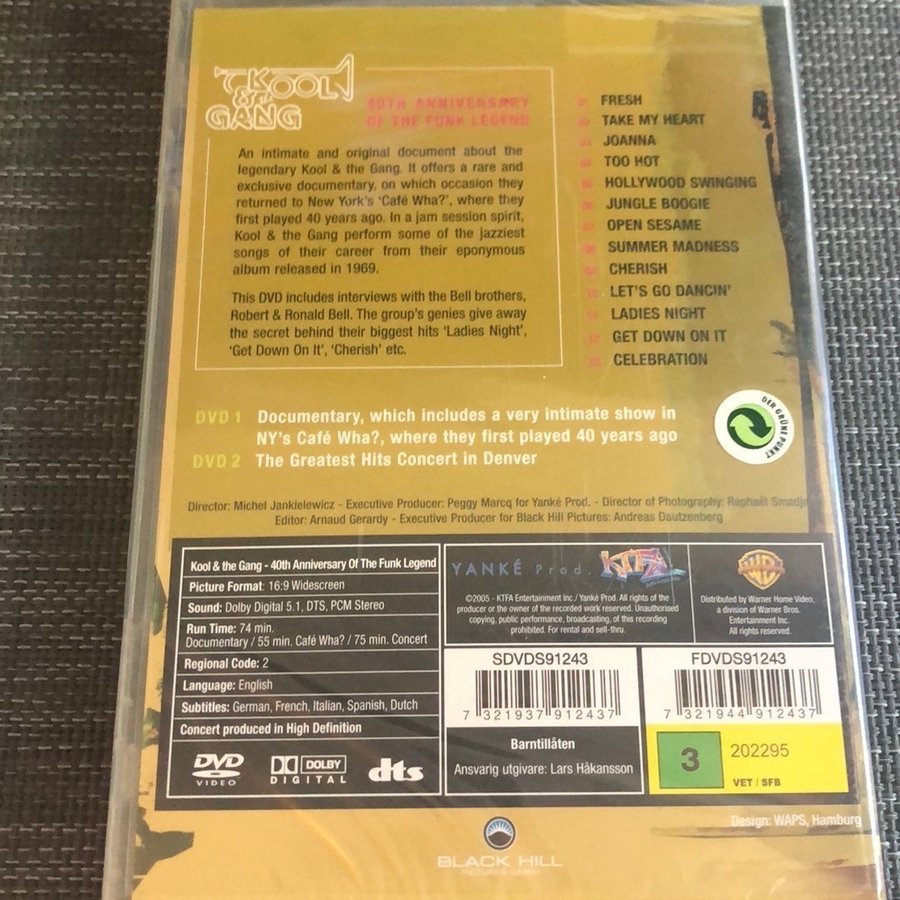 KOOL
& THE
GANG
40TH ANNIVERSARY
OF THE FUNK LEGEND
An intimate and original document about the
legendary Kool & the Gang. It offers a rare and
exclusive documentary, on which occasion they
returned to New York's 'Café Wha?', where they
first played 40 years ago. In a jam session spirit,
Kool & the Gang perform some of the jazziest
songs of their career from their eponymous
album released in 1969.
This DVD includes interviews with the Bell brothers,
Robert & Ronald Bell. The group's genies give away
the secret behind their biggest hits 'Ladies Night',
'Get Down On It', 'Cherish' etc.
01 FRESH
02 TAKE MY HEART
03 JOANNA
04 TOO HOT
05 HOLLYWOOD SWINGING
06 JUNGLE BOOGIE
07 OPEN SESAME
08 SUMMER MADNESS
09 CHERISH
10 LET'S GO DANCIN'
11 LADIES NIGHT
12 GET DOWN ON IT
13 CELEBRATION
DVD 1 Documentary, which includes a very intimate show in
NY's Café Wha?, where they first played 40 years ago
DVD 2 The Greatest Hits Concert in Denver
DER GRÜNE PUNKT
Director: Michel Jankielewicz - Executive Producer: Peggy Marcq for Yanké Prod. - Director of Photography: Raphaël Smadja
Editor: Arnaud Gerardy - Executive Producer for Black Hill Pictures: Andreas Dautzenberg
Kool & the Gang - 40th Anniversary Of The Funk Legend
Picture Format: 16:9 Widescreen
Sound: Dolby Digital 5.1, DTS, PCM Stereo
Run Time: 74 min.
Documentary / 55 min. Café Wha? / 75 min. Concert
Regional Code: 2
Language: English
Subtitles: German, French, Italian, Spanish, Dutch
Concert produced in High Definition
DVD
VIDEO
DOLBY
DIGITAL
dts
YANKÉ Prod.
KTFA
©2005 - KTFA Entertainment Inc / Yanké Prod. All rights of the
producer or the owner of the recorded work reserved. Unauthorised
copying, public performance, broadcasting, of this recording
prohibited. For rental and sell-thru.
WB
Distributed by Warner Home Video,
a division of Warner Bros.
Entertainment Inc.
All rights reserved.
SDVDS91243
7 321937 912437
Barntillåten
Ansvarig utgivare: Lars Håkansson
FDVDS91243
7 321944 912437
3
202295
VET / SFB
Design: WAPS, Hamburg
BLACK HILL
PICTURES GMBH